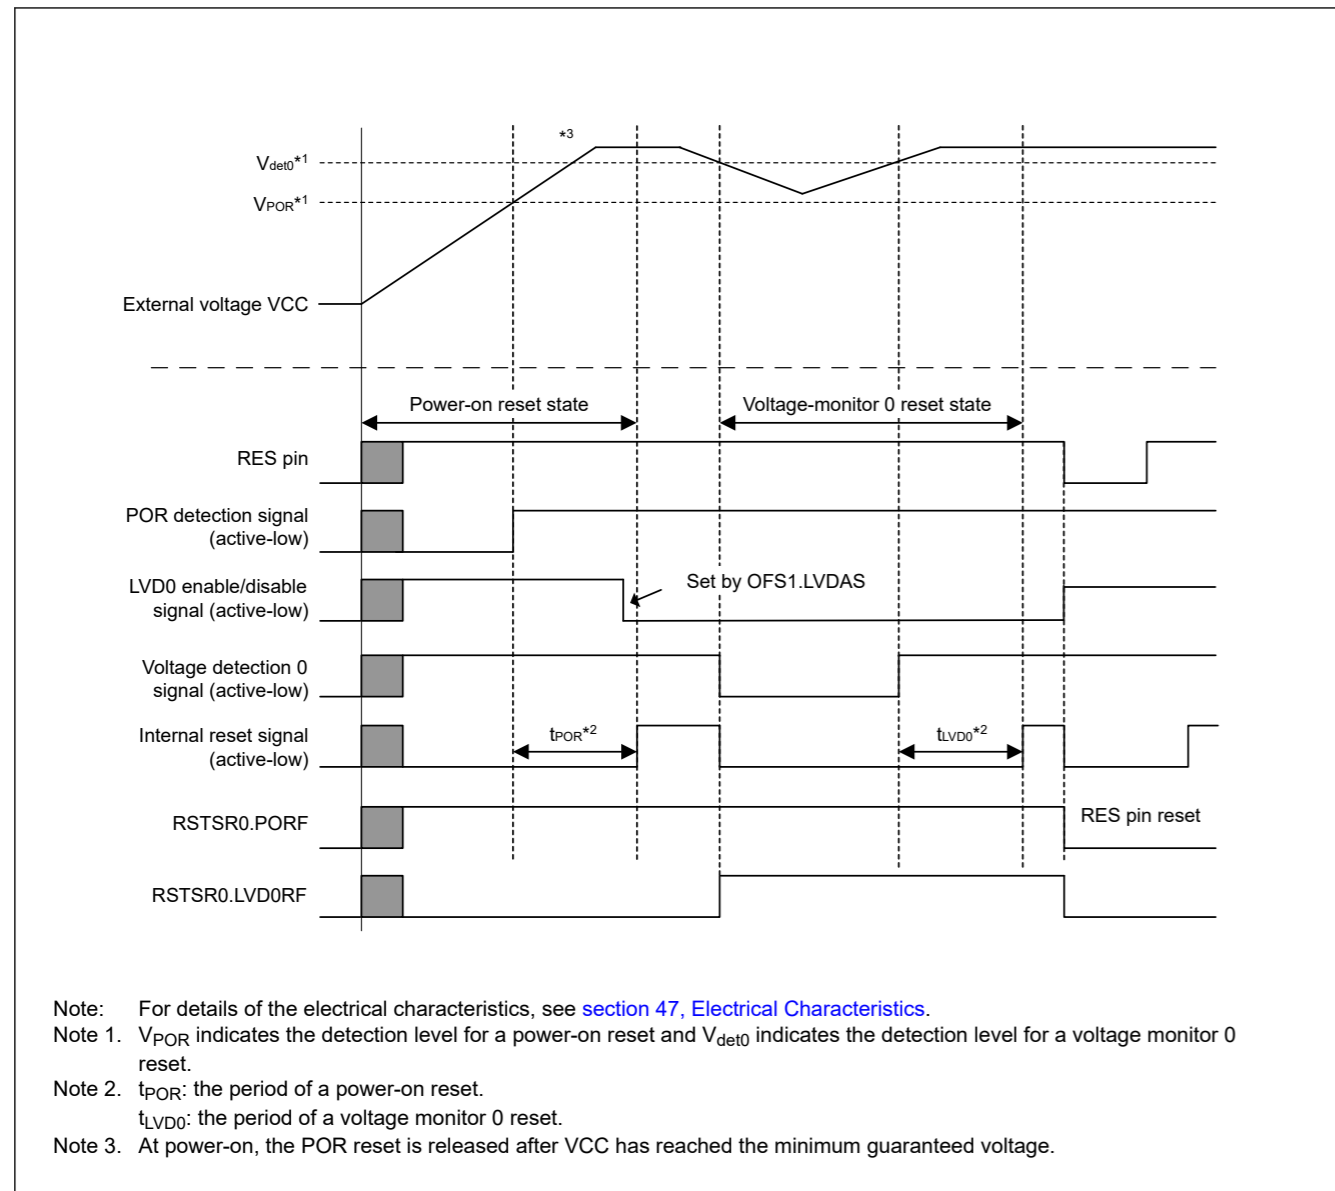 *3
Vdet0*1
VPOR*1
External voltage VCC
Power-on reset state
Voltage-monitor 0 reset state
RES pin
POR detection signal
(active-low)
LVD0 enable/disable
signal (active-low)
Set by OFS1.LVDAS
Voltage detection 0
signal (active-low)
Internal reset signal
(active-low)
tPOR*2
tLVD0*2
RSTSR0.PORF
RES pin reset
RSTSR0.LVD0RF
Note: For details of the electrical characteristics, see section 47, Electrical Characteristics.
Note 1. VPOR indicates the detection level for a power-on reset and Vdet0 indicates the detection level for a voltage monitor 0
reset.
Note 2. tPOR: the period of a power-on reset.
tLVD0: the period of a voltage monitor 0 reset.
Note 3. At power-on, the POR reset is released after VCC has reached the minimum guaranteed voltage.